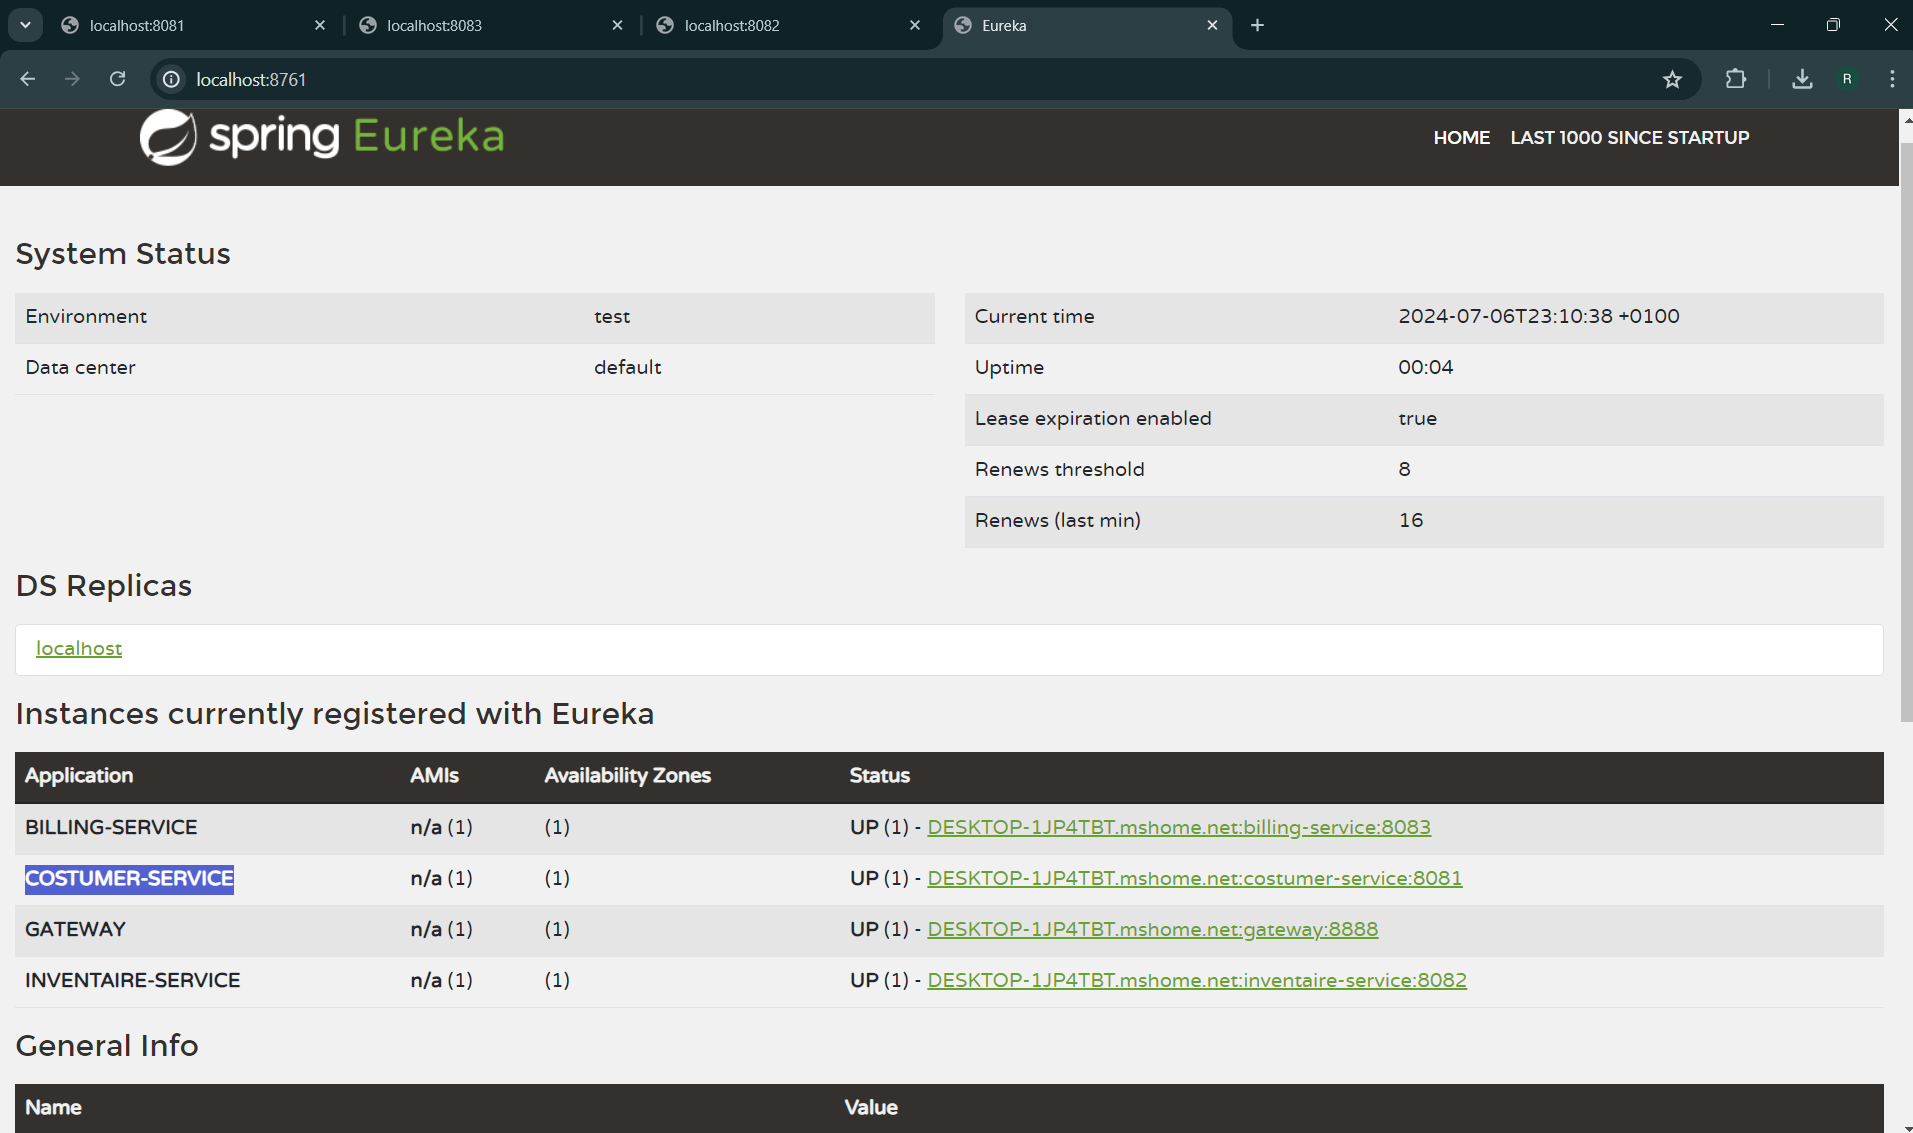 localhost:8081
localhost:8083
localhost:8082
Eureka
localhost:8761
R
spring Eureka
HOME LAST 1000 SINCE STARTUP
System Status
Environment test
Data center default
Current time 2024-07-06T23:10:38 +0100
Uptime 00:04
Lease expiration enabled true
Renews threshold 8
Renews (last min) 16
DS Replicas
localhost
Instances currently registered with Eureka
Application AMIs Availability Zones Status
BILLING-SERVICE n/a (1) (1) UP (1) - DESKTOP-1JP4TBT.mshome.net:billing-service:8083
COSTUMER-SERVICE n/a (1) (1) UP (1) - DESKTOP-1JP4TBT.mshome.net:costumer-service:8081
GATEWAY n/a (1) (1) UP (1) - DESKTOP-1JP4TBT.mshome.net:gateway:8888
INVENTAIRE-SERVICE n/a (1) (1) UP (1) - DESKTOP-1JP4TBT.mshome.net:inventaire-service:8082
General Info
Name Value